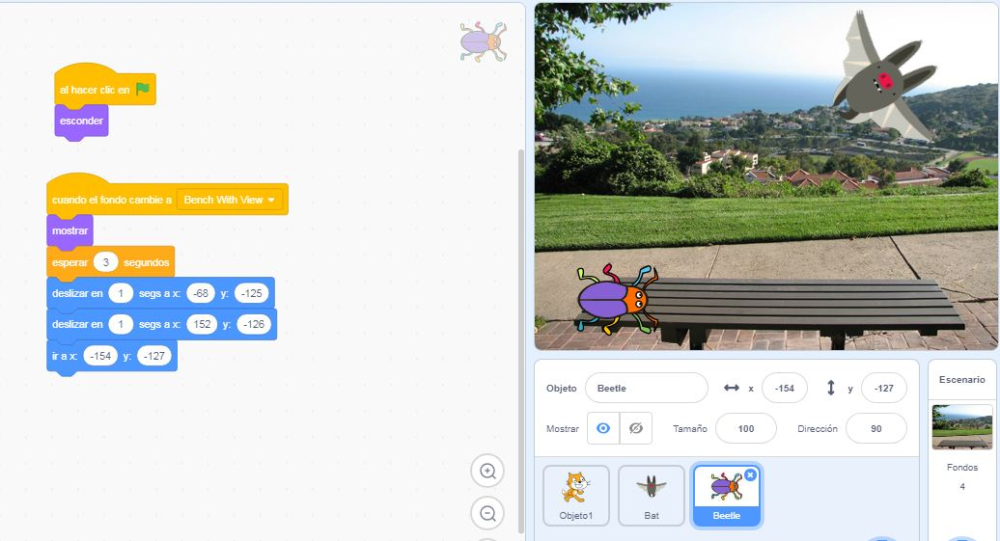 al hacer clic en
esconder
cuando el fondo cambie a Bench With View
mostrar
esperar 3 segundos
deslizar en 1 segs a x: -68 y: -125
deslizar en 1 segs a x: 152 y: -126
ir a x: -154 y: -127
Objeto Beetle x -154 y -127
Mostrar Tamaño 100 Dirección 90
Objeto1 Bat Beetle
Escenario
Fondos
4